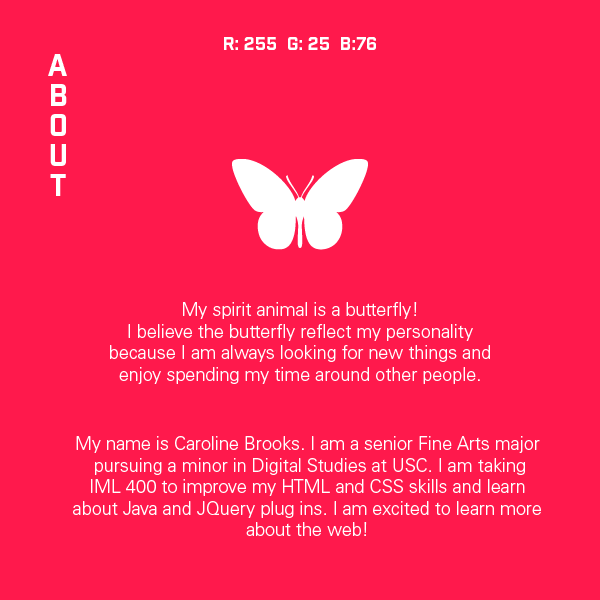 R: 255 G: 25 B:76
ABOUT
My spirit animal is a butterfly!
I believe the butterfly reflect my personality
because I am always looking for new things and
enjoy spending my time around other people.
My name is Caroline Brooks. I am a senior Fine Arts major
pursuing a minor in Digital Studies at USC. I am taking
IML 400 to improve my HTML and CSS skills and learn
about Java and JQuery plug ins. I am excited to learn more
about the web!